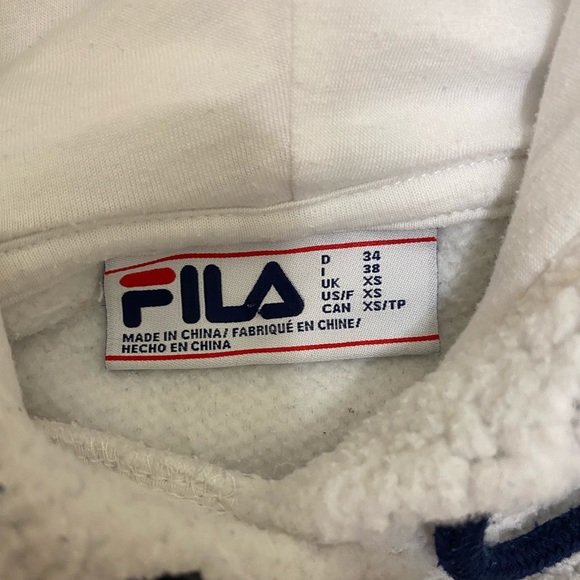 FILA
D 34
I 38
UK XS
US/F XS
CAN XS/TP
MADE IN CHINA/ FABRIQUÉ EN CHINE/
HECHO EN CHINA